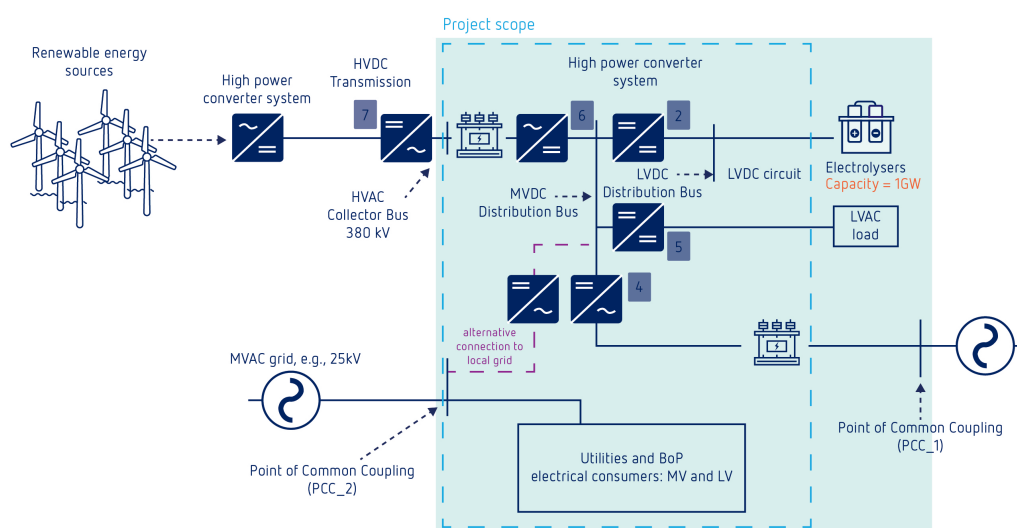 Project scope
Renewable energy
sources
High power
converter system
HVDC
Transmission
7
HVAC
Collector Bus
380 kV
High power converter
system
6
2
MVDC
Distribution Bus
LVDC
Distribution Bus
LVDC circuit
Electrolysers
Capacity = 1GW
LVAC
load
5
4
alternative
connection to
local grid
MVAC grid, e.g., 25kV
Point of Common Coupling
(PCC_2)
Utilities and BoP
electrical consumers: MV and LV
Point of Common Coupling
(PCC_1)